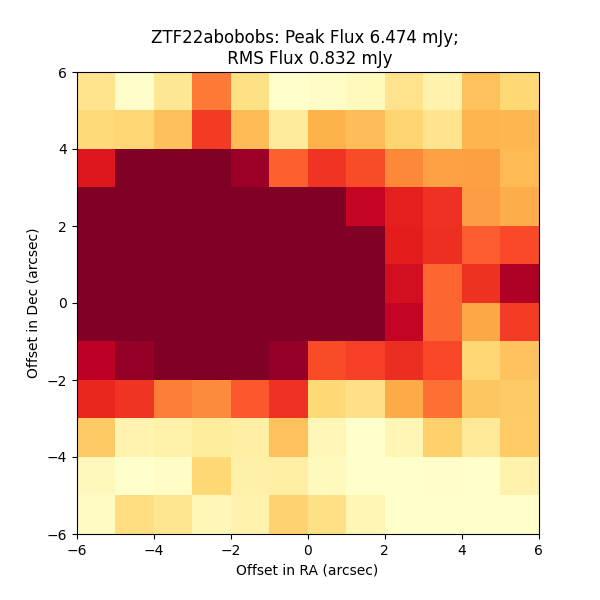 ZTF22abobobs: Peak Flux 6.474 mJy;
RMS Flux 0.832 mJy
6
4
2
0
−2
−4
−6
Offset in Dec (arcsec)
−6 −4 −2 0 2 4 6
Offset in RA (arcsec)